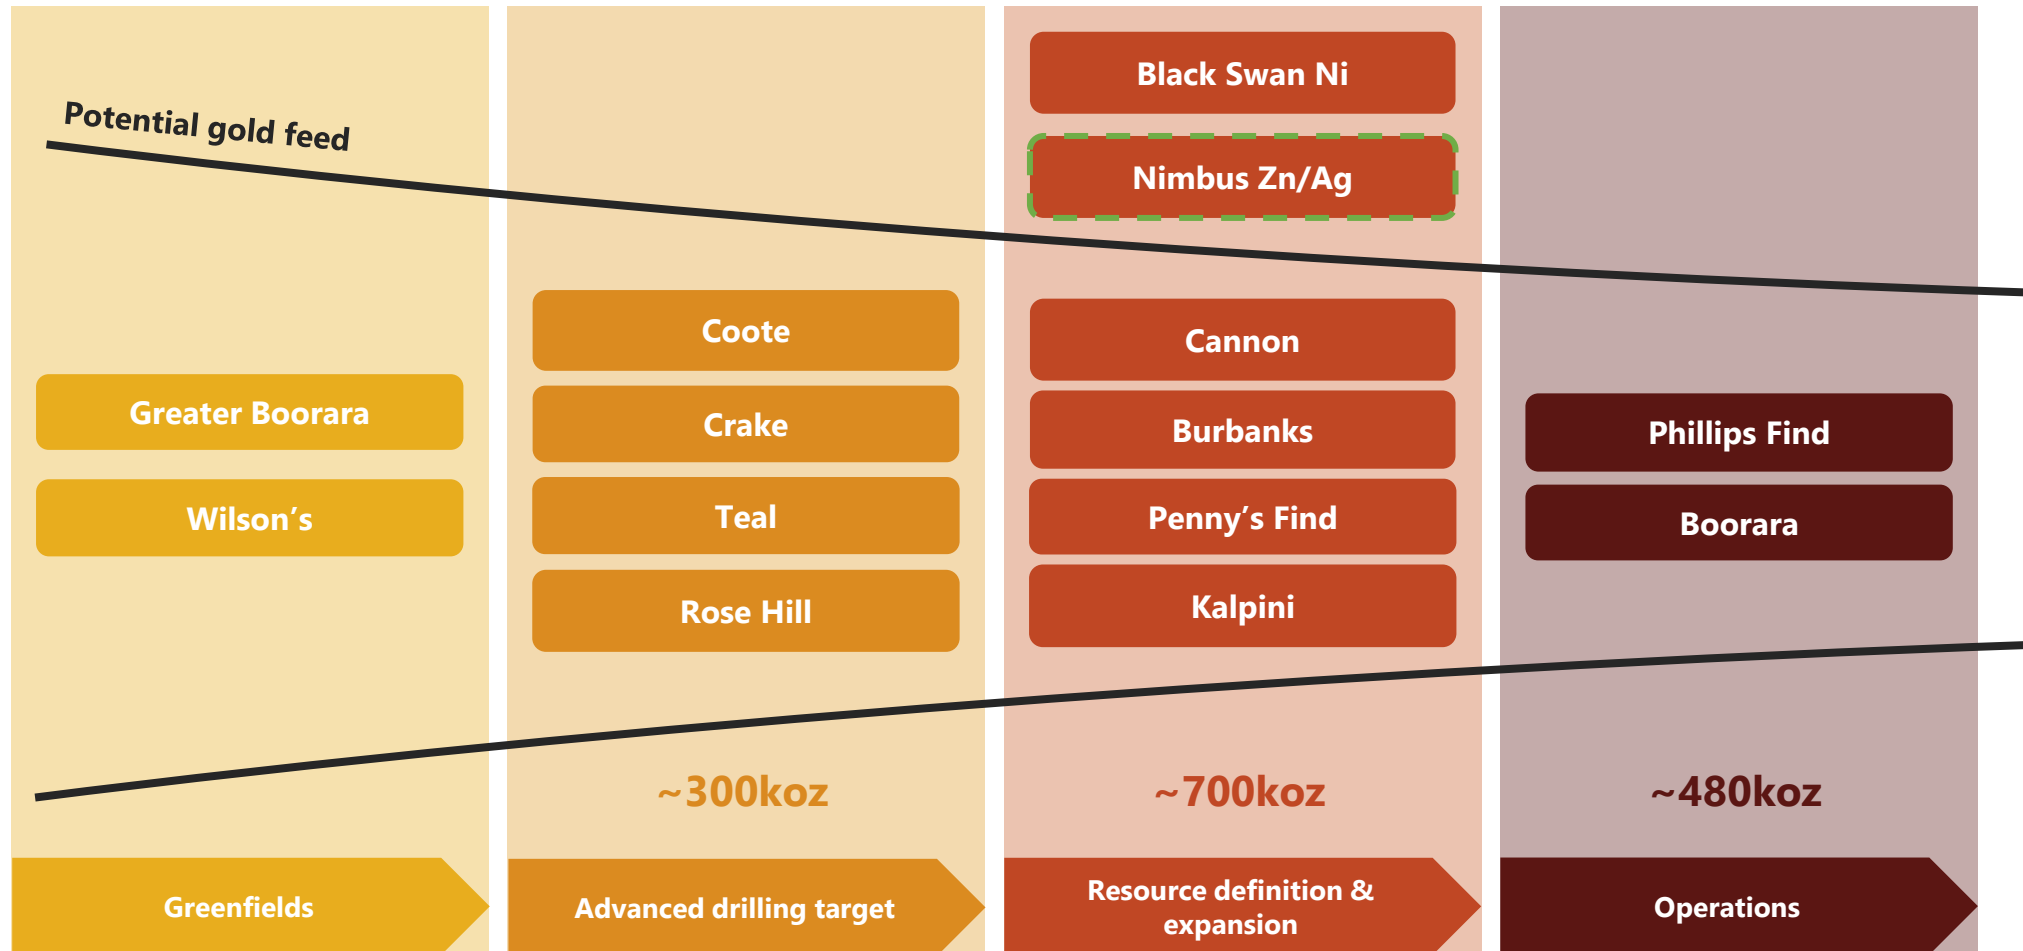 Potential gold feed
Greater Boorara
Wilson’s
Greenfields
Coote
Crake
Teal
Rose Hill
~300koz
Advanced drilling target
Black Swan Ni
Nimbus Zn/Ag
Cannon
Burbanks
Penny’s Find
Kalpini
~700koz
Resource definition &
expansion
Phillips Find
Boorara
~480koz
Operations